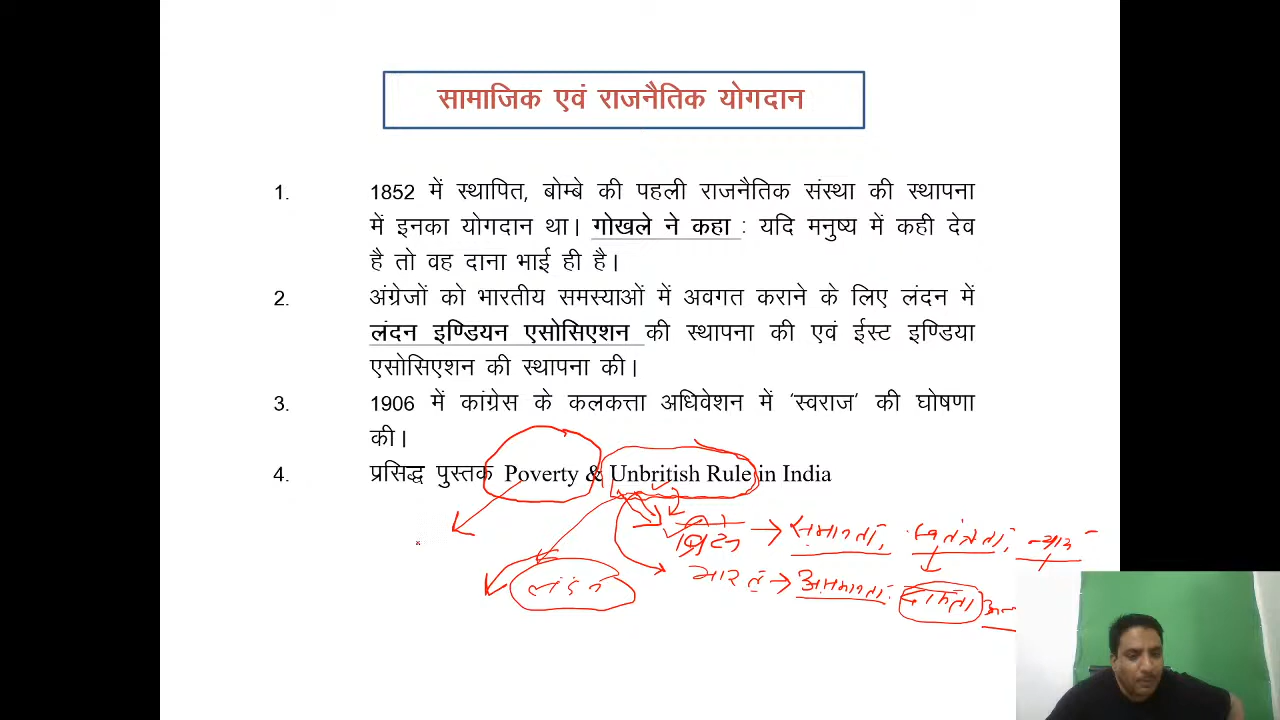 सामाजिक एवं राजनैतिक योगदान
1. 1852 में स्थापित, बोम्बे की पहली राजनैतिक संस्था की स्थापना
में इनका योगदान था। गोखले ने कहा : यदि मनुष्य में कही देव
है तो वह दाना भाई ही है।
2. अंग्रेजों को भारतीय समस्याओं में अवगत कराने के लिए लंदन में
लंदन इण्डियन एसोसिएशन की स्थापना की एवं ईस्ट इण्डिया
एसोसिएशन की स्थापना की।
3. 1906 में कांग्रेस के कलकत्ता अधिवेशन में 'स्वराज' की घोषणा
की।
4. प्रसिद्ध पुस्तक Poverty & Unbritish Rule in India
ब्रिटेन → समानता, स्वतंत्रता, न्याय
भारत → असमानता, दासता
लंदन